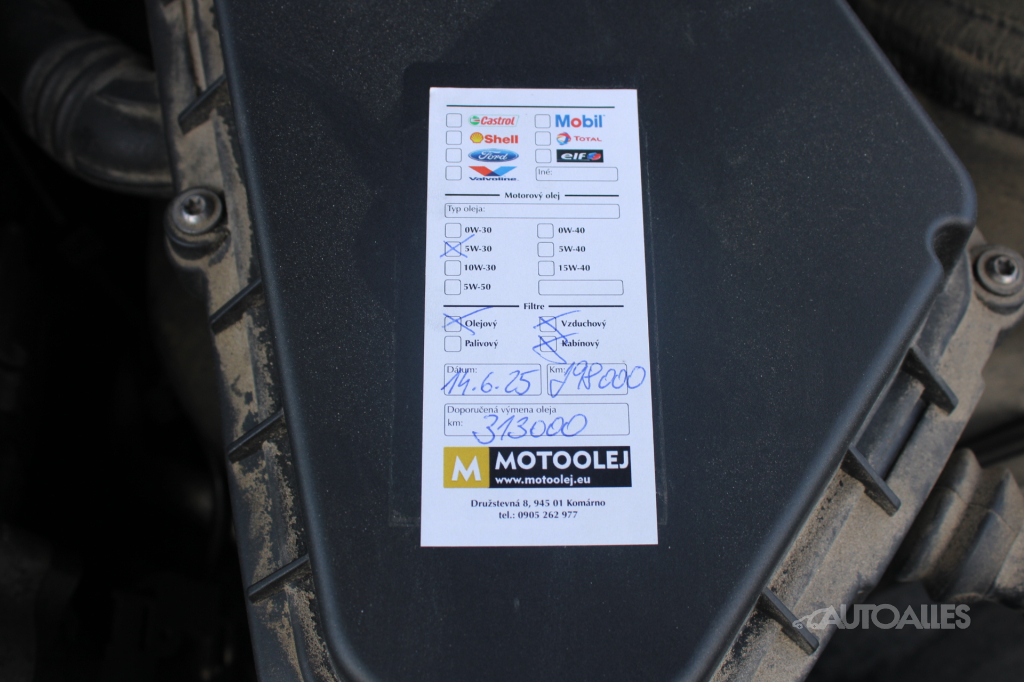 Castrol Mobil
Shell TOTAL
Ford elf
Valvoline Iné:
Motorový olej
Typ oleja:
0W-30 0W-40
5W-30 5W-40
10W-30 15W-40
5W-50
Filtre
Olejový Vzduchový
Palivový Kabínový
Dátum: 14.6.25 Km: 298000
Doporučená výmena oleja
km: 313000
M MOTOOLEJ
www.motoolej.eu
Družstevná 8, 945 01 Komárno
tel.: 0905 262 977
AUTOALLES